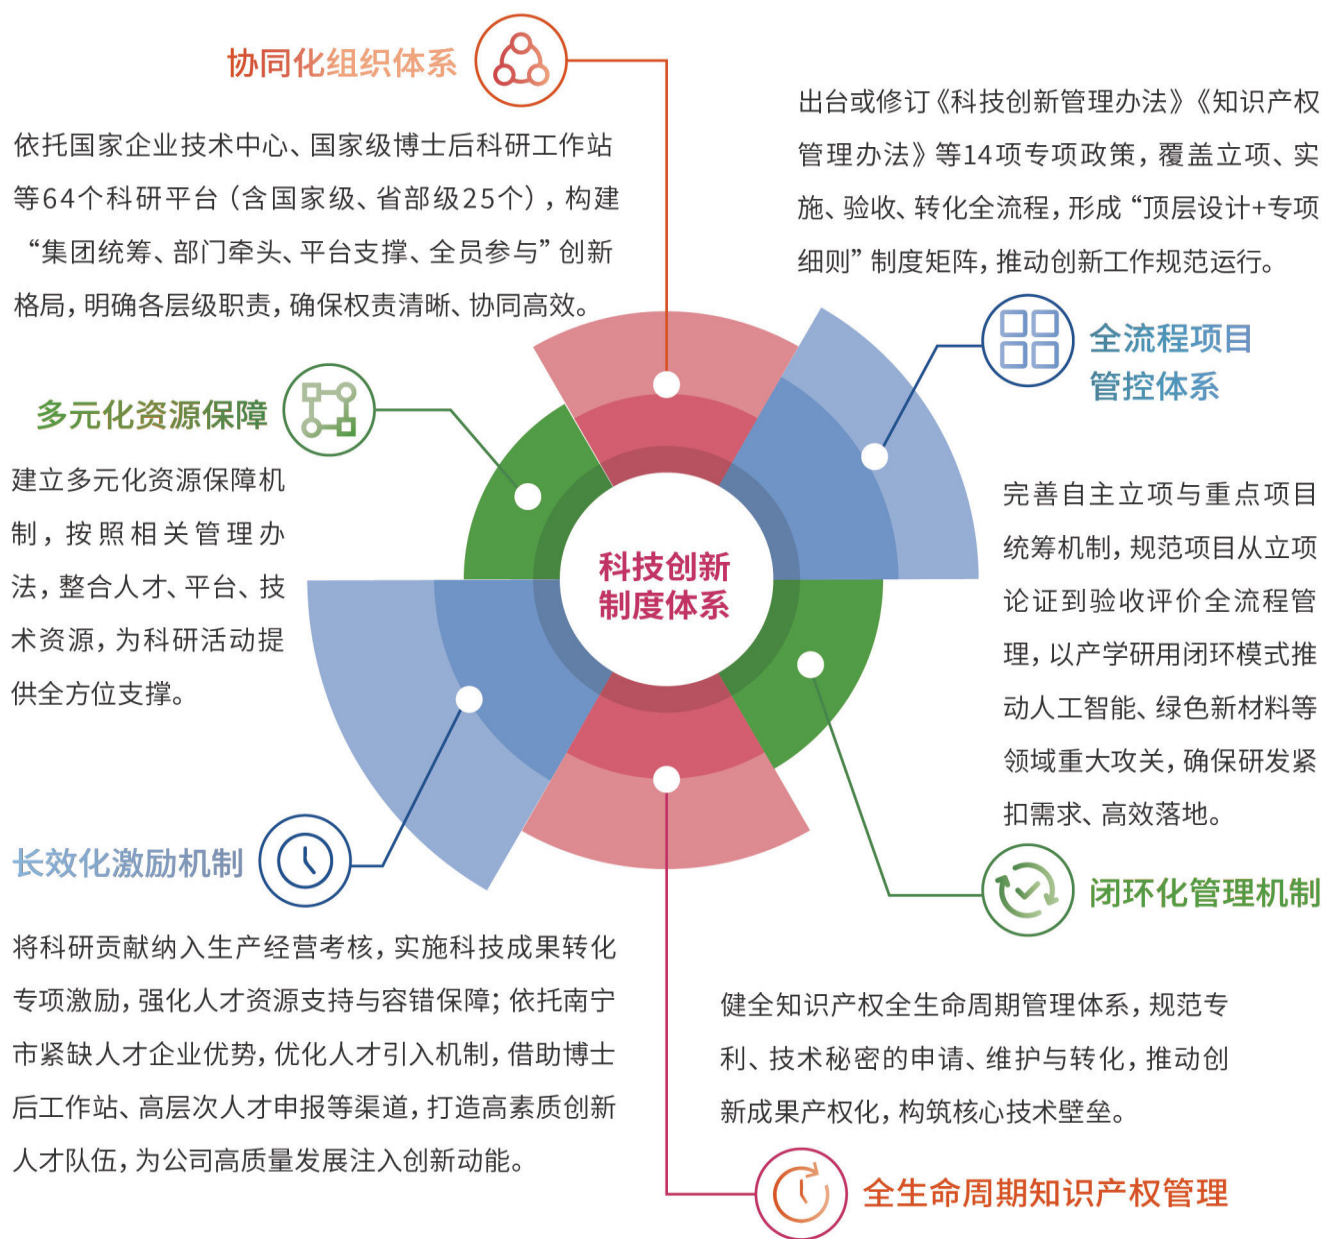 协同化组织体系
依托国家企业技术中心、国家级博士后科研工作站
等64个科研平台（含国家级、省部级25个），构建
“集团统筹、部门牵头、平台支撑、全员参与”创新
格局，明确各层级职责，确保权责清晰、协同高效。
出台或修订《科技创新管理办法》《知识产权
管理办法》等14项专项政策，覆盖立项、实
施、验收、转化全流程，形成“顶层设计+专项
细则”制度矩阵，推动创新工作规范运行。
全流程项目
管控体系
多元化资源保障
建立多元化资源保障机
制，按照相关管理办
法，整合人才、平台、技
术资源，为科研活动提
供全方位支撑。
科技创新
制度体系
完善自主立项与重点项目
统筹机制，规范项目从立项
论证到验收评价全流程管
理，以产学研用闭环模式推
动人工智能、绿色新材料等
领域重大攻关，确保研发紧
扣需求、高效落地。
闭环化管理机制
长效化激励机制
将科研贡献纳入生产经营考核，实施科技成果转化
专项激励，强化人才资源支持与容错保障；依托南宁
市紧缺人才企业优势，优化人才引入机制，借助博士
后工作站、高层次人才申报等渠道，打造高素质创新
人才队伍，为公司高质量发展注入创新动能。
健全知识产权全生命周期管理体系，规范专
利、技术秘密的申请、维护与转化，推动创
新成果产权化，构筑核心技术壁垒。
全生命周期知识产权管理